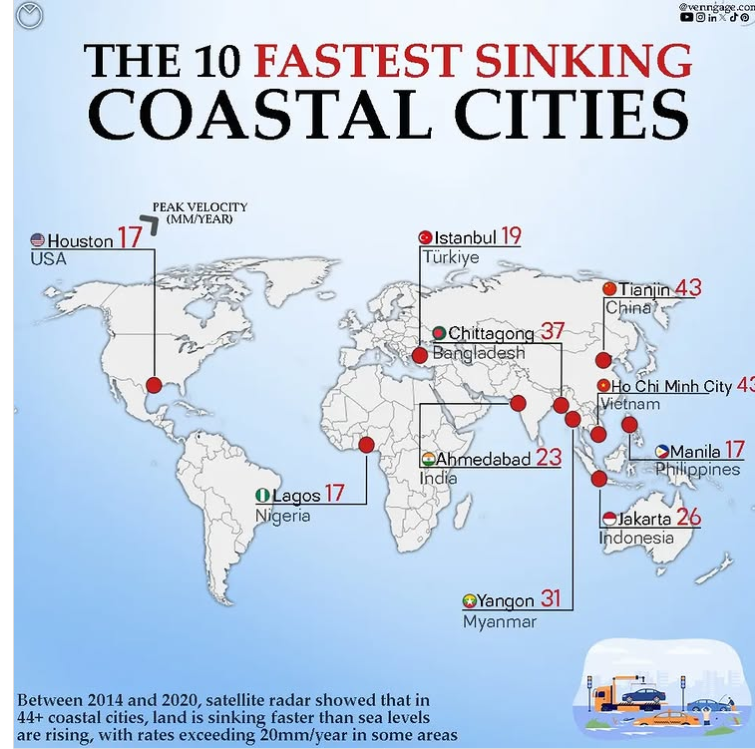 @venngage.com
THE 10 FASTEST SINKING
COASTAL CITIES
PEAK VELOCITY
(MM/YEAR)
Houston 17
USA
Istanbul 19
Türkiye
Tianjin 43
China
Chittagong 37
Bangladesh
Ho Chi Minh City 43
Vietnam
Manila 17
Philippines
Ahmedabad 23
India
Lagos 17
Nigeria
Jakarta 26
Indonesia
Yangon 31
Myanmar
Between 2014 and 2020, satellite radar showed that in
44+ coastal cities, land is sinking faster than sea levels
are rising, with rates exceeding 20mm/year in some areas